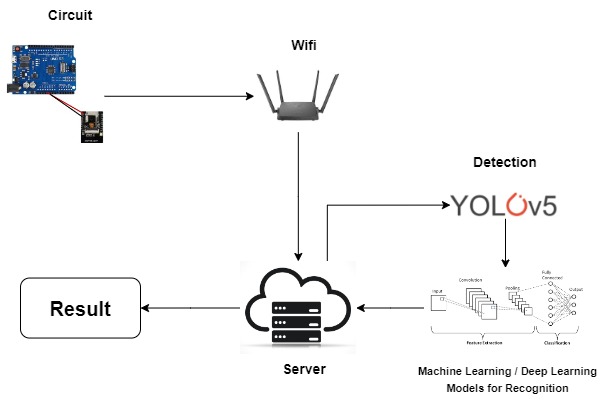 Circuit
Wifi
Detection
YOLOv5
Input
Convolution
Pooling
Fully
Connected
Output
Feature Extraction
Classification
Result
Server
Machine Learning / Deep Learning
Models for Recognition